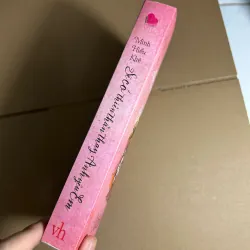 Minh Hiểu
Khê
Sẽ có thiên thần thay anh yêu em
vh